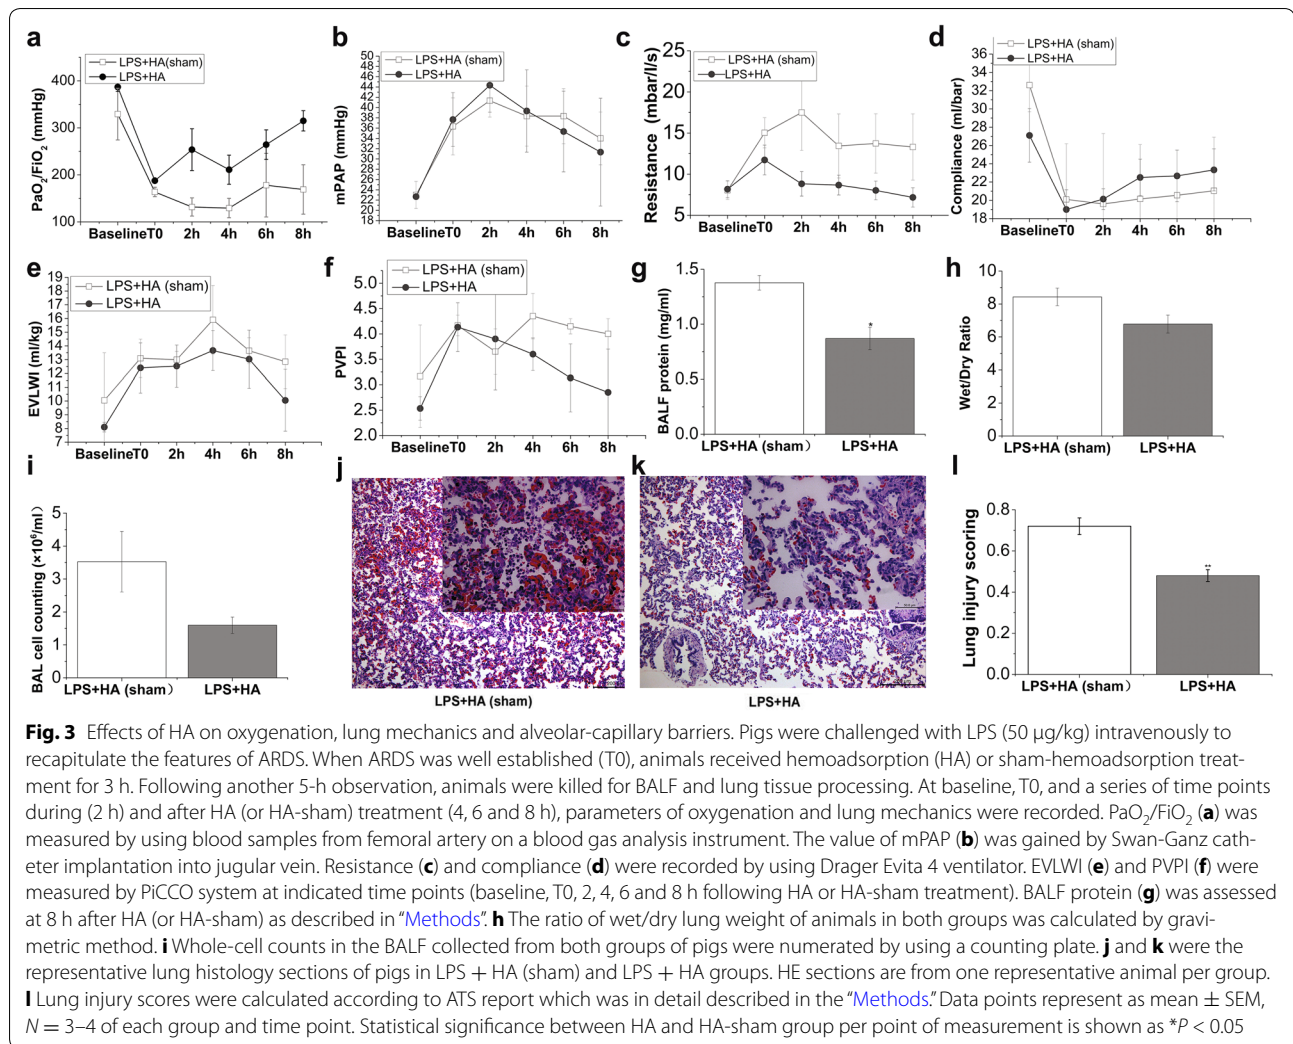 a
LPS+HA(sham)
LPS+HA
400
300
200
100
PaO2/FiO2 (mmHg)
Baseline T0 2h 4h 6h 8h
b
LPS+HA (sham)
LPS+HA
50
48
46
44
42
40
38
36
34
32
30
28
26
24
22
20
18
mPAP (mmHg)
Baseline T0 2h 4h 6h 8h
c
LPS+HA (sham)
LPS+HA
25
20
15
10
5
Resistance (mbar/l/s)
Baseline T0 2h 4h 6h 8h
d
LPS+HA (sham)
LPS+HA
36
34
32
30
28
26
24
22
20
18
Compliance (ml/bar)
Baseline T0 2h 4h 6h 8h
e
LPS+HA (sham)
LPS+HA
19
18
17
16
15
14
13
12
11
10
9
8
7
EVLWI (ml/kg)
Baseline T0 2h 4h 6h 8h
f
LPS+HA (sham)
LPS+HA
5.0
4.5
4.0
3.5
3.0
2.5
2.0
PVPI
Baseline T0 2h 4h 6h 8h
g
1.5
1.0
0.5
0.0
BALF protein (mg/ml)
*
LPS+HA (sham） LPS+HA
h
10
8
6
4
2
0
Wet/Dry Ratio
LPS+HA (sham) LPS+HA
i
5
4
3
2
1
0
BAL cell counting (×10⁶/ml）
LPS+HA (sham） LPS+HA
j
LPS+HA (sham)
k
LPS+HA
l
0.8
0.6
0.4
0.2
0.0
Lung injury scoring
**
LPS+HA (sham） LPS+HA
Fig. 3 Effects of HA on oxygenation, lung mechanics and alveolar-capillary barriers. Pigs were challenged with LPS (50 μg/kg) intravenously to
recapitulate the features of ARDS. When ARDS was well established (T0), animals received hemoadsorption (HA) or sham-hemoadsorption treat-
ment for 3 h. Following another 5-h observation, animals were killed for BALF and lung tissue processing. At baseline, T0, and a series of time points
during (2 h) and after HA (or HA-sham) treatment (4, 6 and 8 h), parameters of oxygenation and lung mechanics were recorded. PaO2/FiO2 (a) was
measured by using blood samples from femoral artery on a blood gas analysis instrument. The value of mPAP (b) was gained by Swan-Ganz cath-
eter implantation into jugular vein. Resistance (c) and compliance (d) were recorded by using Drager Evita 4 ventilator. EVLWI (e) and PVPI (f) were
measured by PiCCO system at indicated time points (baseline, T0, 2, 4, 6 and 8 h following HA or HA-sham treatment). BALF protein (g) was assessed
at 8 h after HA (or HA-sham) as described in “Methods”. h The ratio of wet/dry lung weight of animals in both groups was calculated by gravi-
metric method. i Whole-cell counts in the BALF collected from both groups of pigs were numerated by using a counting plate. j and k were the
representative lung histology sections of pigs in LPS + HA (sham) and LPS + HA groups. HE sections are from one representative animal per group.
l Lung injury scores were calculated according to ATS report which was in detail described in the “Methods.” Data points represent as mean ± SEM,
N = 3–4 of each group and time point. Statistical significance between HA and HA-sham group per point of measurement is shown as *P < 0.05